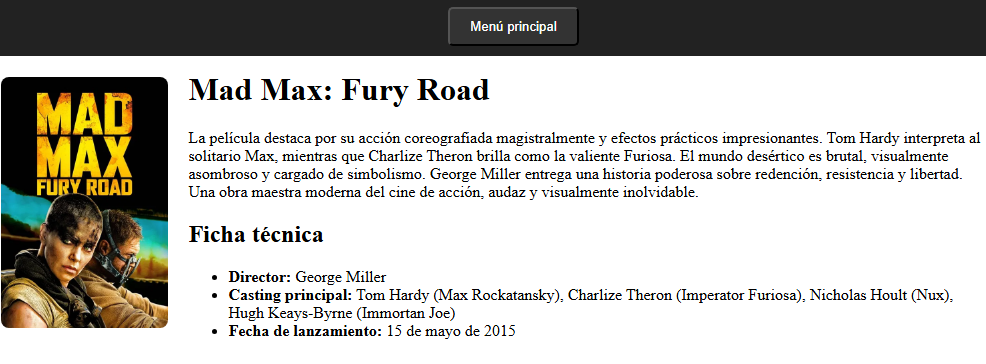 Menú principal
MAD
MAX
FURY ROAD
Mad Max: Fury Road
La película destaca por su acción coreografiada magistralmente y efectos prácticos impresionantes. Tom Hardy interpreta al
solitario Max, mientras que Charlize Theron brilla como la valiente Furiosa. El mundo desértico es brutal, visualmente
asombroso y cargado de simbolismo. George Miller entrega una historia poderosa sobre redención, resistencia y libertad.
Una obra maestra moderna del cine de acción, audaz y visualmente inolvidable.
Ficha técnica
• Director: George Miller
• Casting principal: Tom Hardy (Max Rockatansky), Charlize Theron (Imperator Furiosa), Nicholas Hoult (Nux),
Hugh Keays-Byrne (Immortan Joe)
• Fecha de lanzamiento: 15 de mayo de 2015